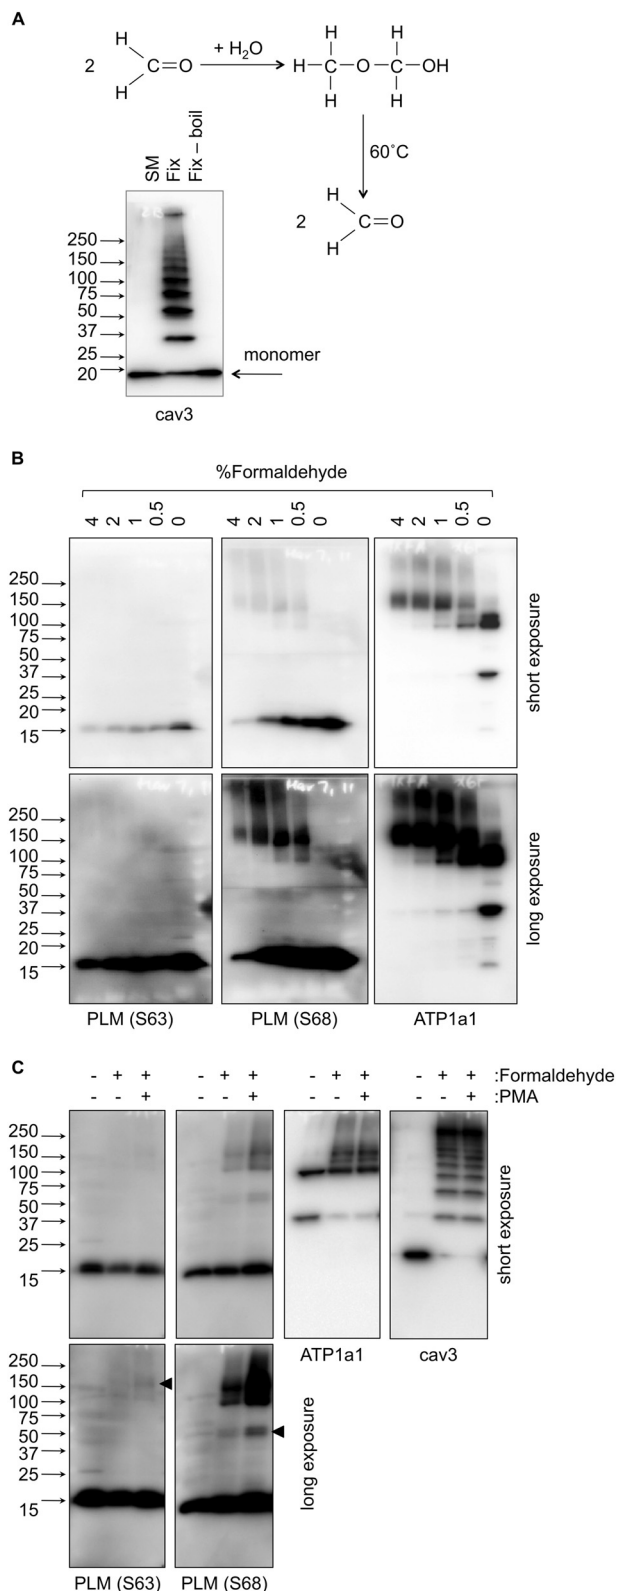 A
2 H H C=O + H₂O H H H–C–O–C–OH H H
60˚C
2 H H C=O
SM
Fix
Fix – boil
250
150
100
75
50
37
25
20
monomer
cav3
B
%Formaldehyde
4 2 1 0.5 0 4 2 1 0.5 0 4 2 1 0.5 0
250
150
100
75
50
37
25
20
15
short exposure
250
150
100
75
50
37
25
20
15
long exposure
PLM (S63) PLM (S68) ATP1a1
C
- + + - + + - + + - + + :Formaldehyde
- - + - - + - - + - - + :PMA
250
150
100
75
50
37
25
15
short exposure
ATP1a1 cav3
250
150
100
75
50
37
25
15
long exposure
PLM (S63) PLM (S68)